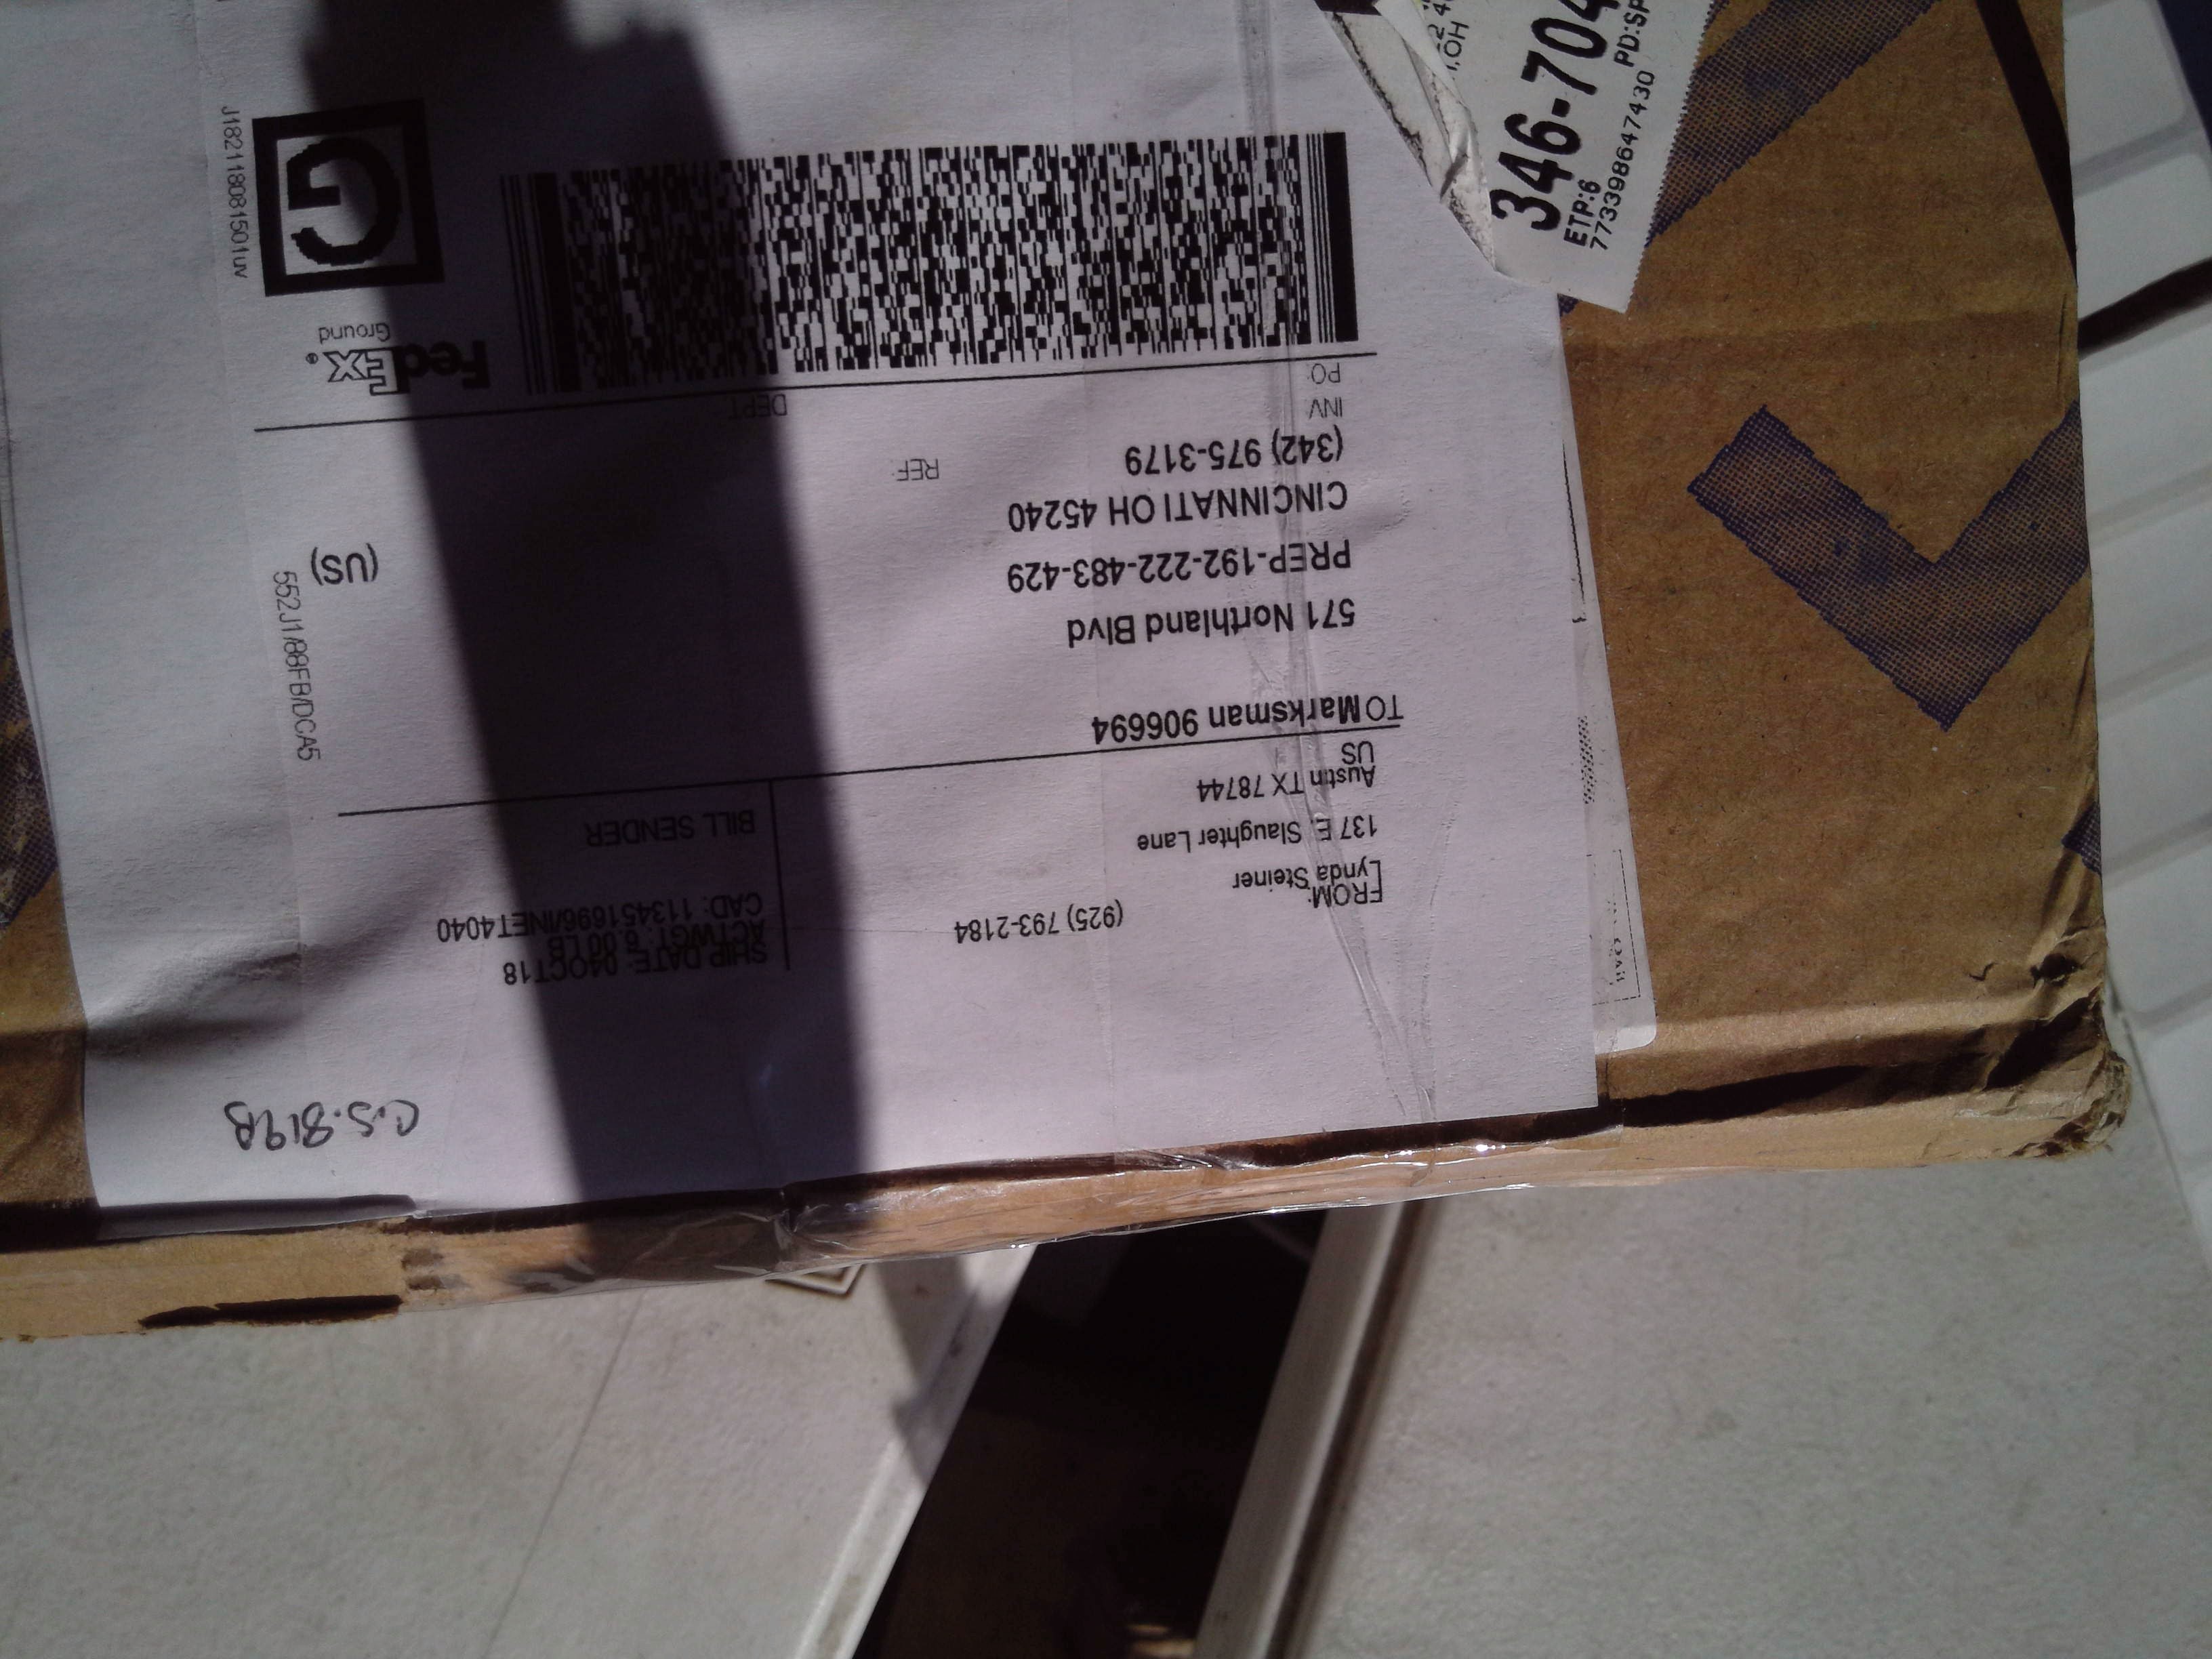 C.S. 819B
FROM: (925) 793-2184
Lynda Steiner
137 E. Slaughter Lane
Austin TX 78744
US
SHIP DATE: 04OCT18
ACTWGT: 6.00 LB
CAD: 113451696/INET4040
BILL SENDER
TO Marksman 906694
571 Northland Blvd
PREP-192-222-483-429
CINCINNATI OH 45240
(US)
(342) 975-3179
REF:
INV:
PO:
DEPT:
FedEx®
Ground
G
J18211808150 1uv
552J1/88FB/DCA5
346-704
ETP:6 PD:SP
773398647430